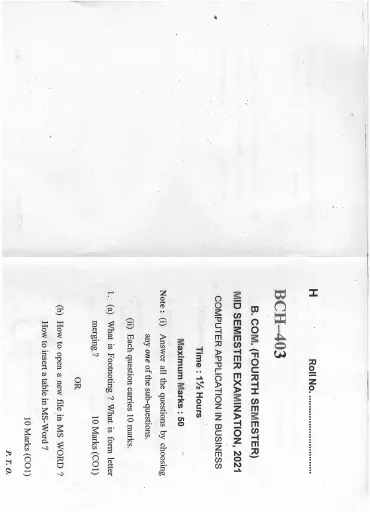 H
Roll No. ..............................
BCH–403
B. COM. (FOURTH SEMESTER)
MID SEMESTER EXAMINATION, 2021
COMPUTER APPLICATION IN BUSINESS
Time : 1½ Hours
Maximum Marks : 50
Note : (i) Answer all the questions by choosing
any one of the sub-questions.
(ii) Each question carries 10 marks.
1. (a) What is Footnoting ? What is form letter
merging ? 10 Marks (CO1)
OR
(b) How to open a new file in MS WORD ?
How to insert a table in MS-Word ?
10 Marks (CO1)
P. T. O.